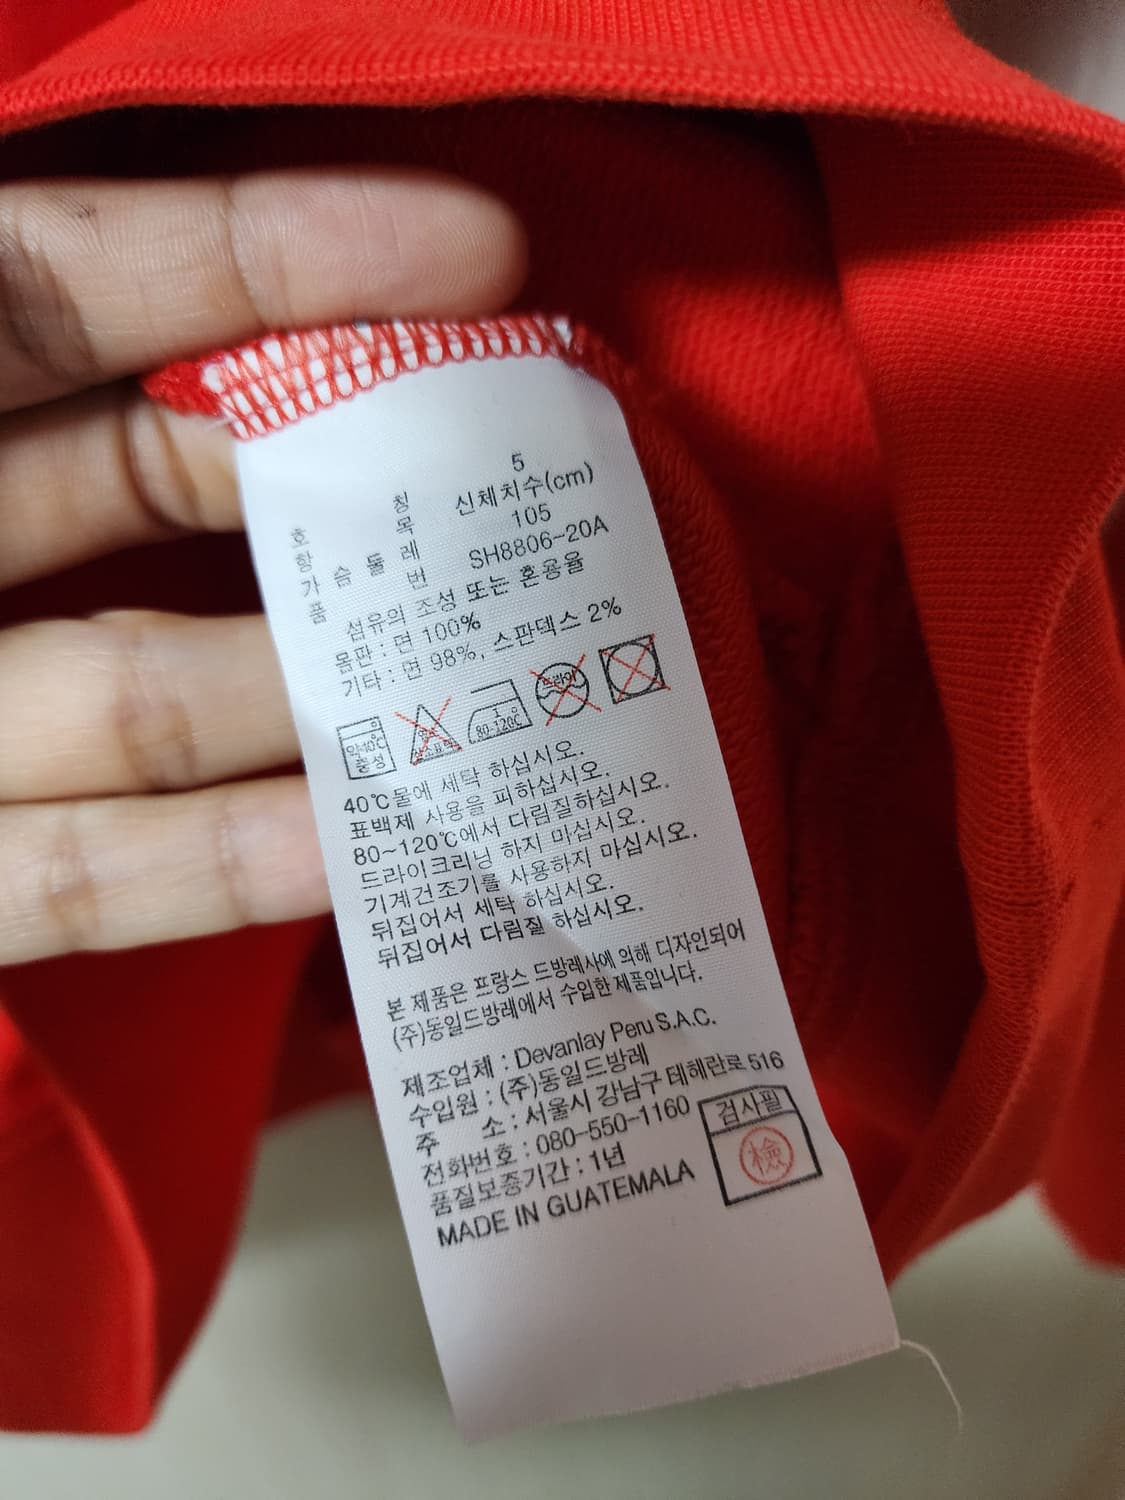 호 칭 5
항 목 신체치수(cm)
가 슴 둘 레 105
품 번 SH8806-20A
섬유의 조성 또는 혼용율
몸판 : 면 100%
기타 : 면 98%, 스판덱스 2%
약40℃
중성
80-120℃
드라이
40℃물에 세탁 하십시오.
표백제 사용을 피하십시오.
80~120℃에서 다림질하십시오.
드라이크리닝 하지 마십시오.
기계건조기를 사용하지 마십시오.
뒤집어서 세탁 하십시오.
뒤집어서 다림질 하십시오.
본 제품은 프랑스 드방레사에 의해 디자인되어
(주)동일드방레에서 수입한 제품입니다.
제조업체 : Devanlay Peru S.A.C.
수입원 : (주)동일드방레
주 소 : 서울시 강남구 테헤란로 516
전화번호 : 080-550-1160
품질보증기간 : 1년
MADE IN GUATEMALA
검사필
檢